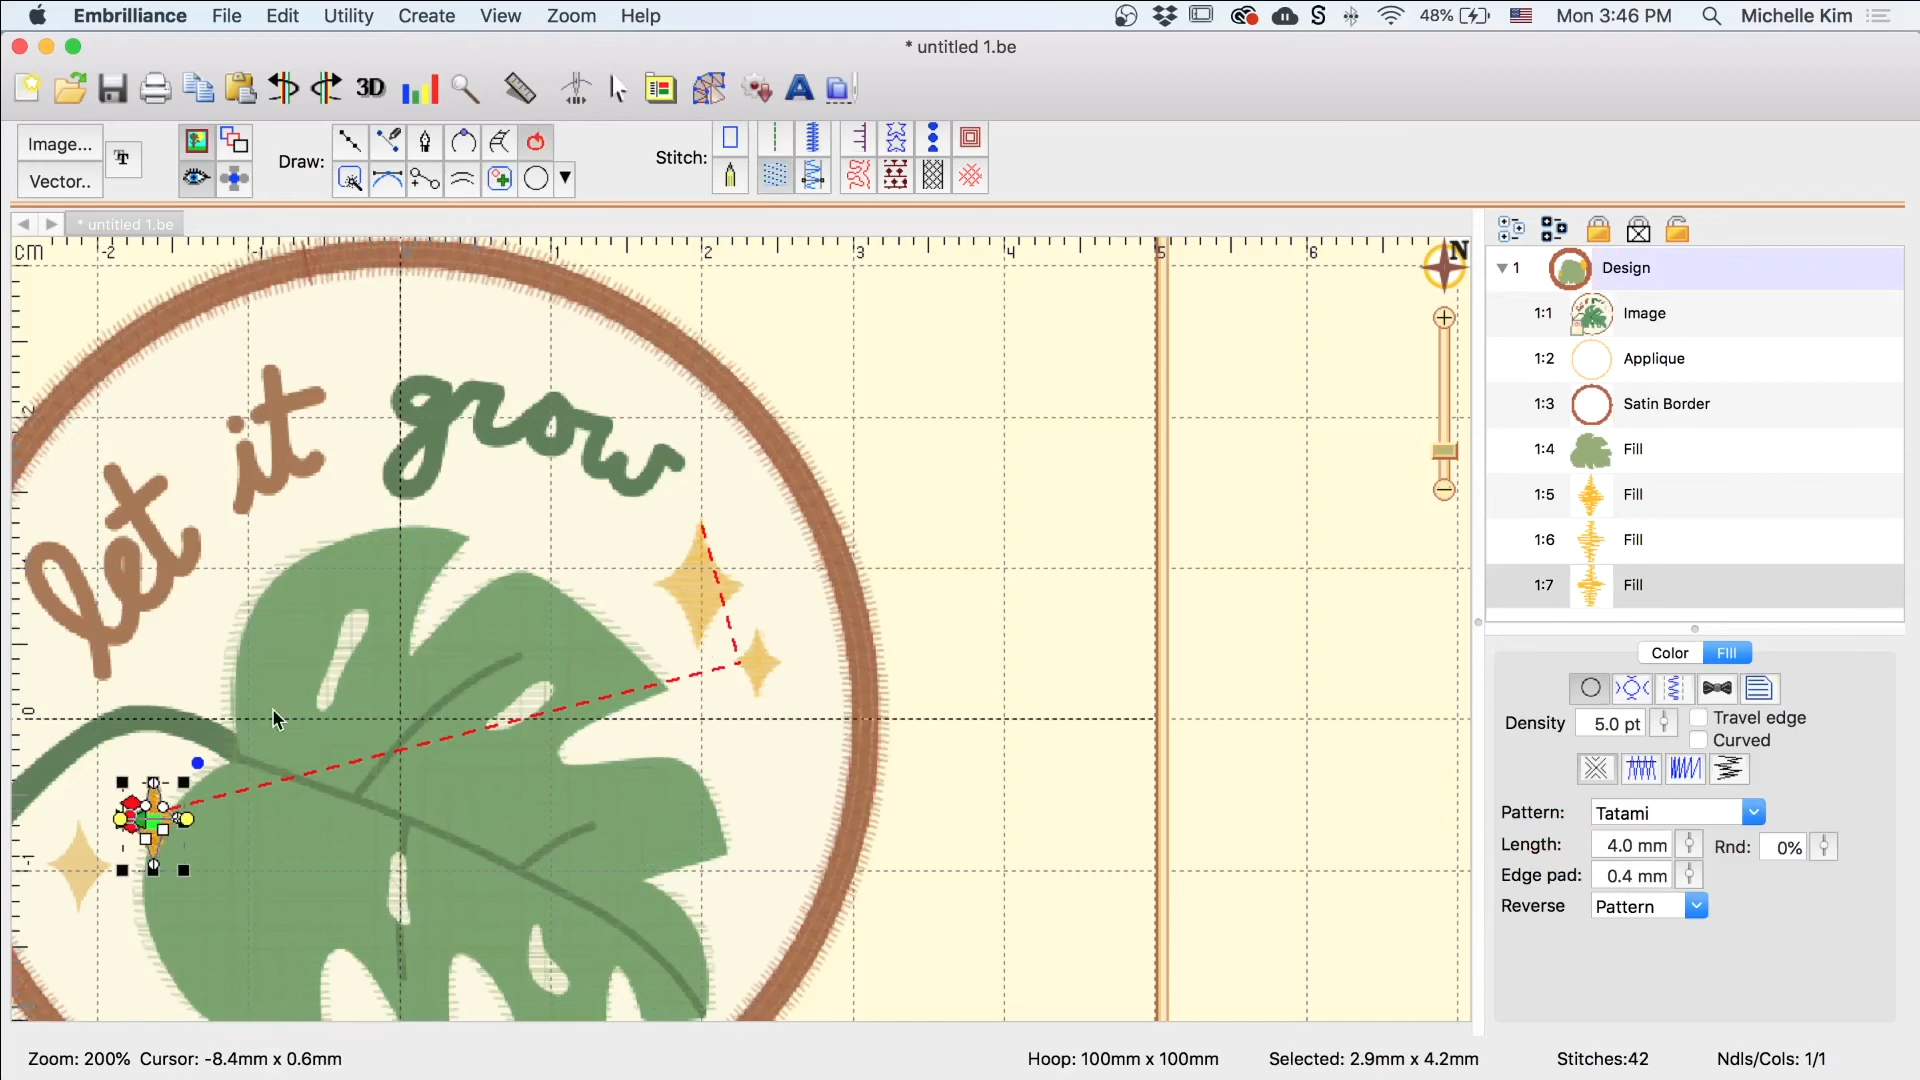 Embrilliance File Edit Utility Create View Zoom Help 48% Mon 3:46 PM Michelle Kim
* untitled 1.be
3D A
Image... Tr Draw: Stitch:
Vector..
* untitled 1.be
cm -2 -1 0 1 2 3 4 5 6 N
1 Design
1:1 Image
1:2 Applique
1:3 Satin Border
1:4 Fill
1:5 Fill
1:6 Fill
1:7 Fill
let it grow
Color Fill
Density 5.0 pt Travel edge
Curved
Pattern: Tatami
Length: 4.0 mm Rnd: 0%
Edge pad: 0.4 mm
Reverse Pattern
Zoom: 200% Cursor: -8.4mm x 0.6mm Hoop: 100mm x 100mm Selected: 2.9mm x 4.2mm Stitches:42 Ndls/Cols: 1/1